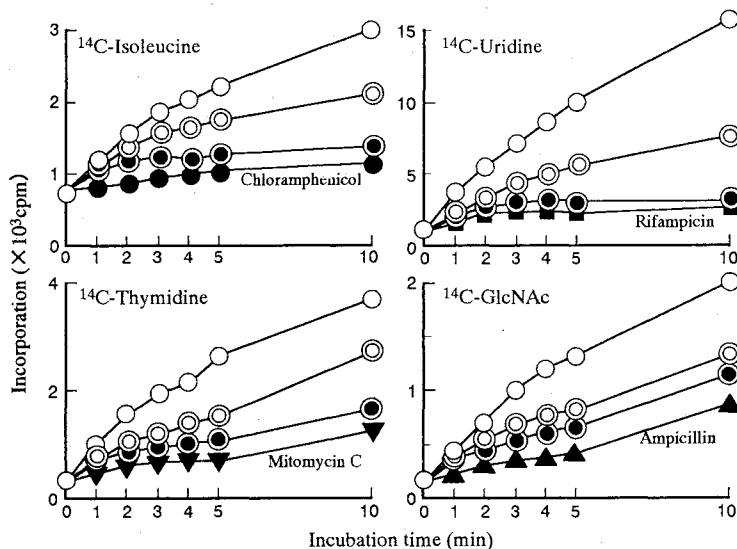 ¹⁴C-Isoleucine
3
2
1
0
Chloramphenicol
0 1 2 3 4 5 10
¹⁴C-Uridine
15
10
5
0
Rifampicin
0 1 2 3 4 5 10
Incorporation (×10³cpm)
¹⁴C-Thymidine
4
2
0
Mitomycin C
0 1 2 3 4 5 10
¹⁴C-GlcNAc
2
1
0
Ampicillin
0 1 2 3 4 5 10
Incubation time (min)